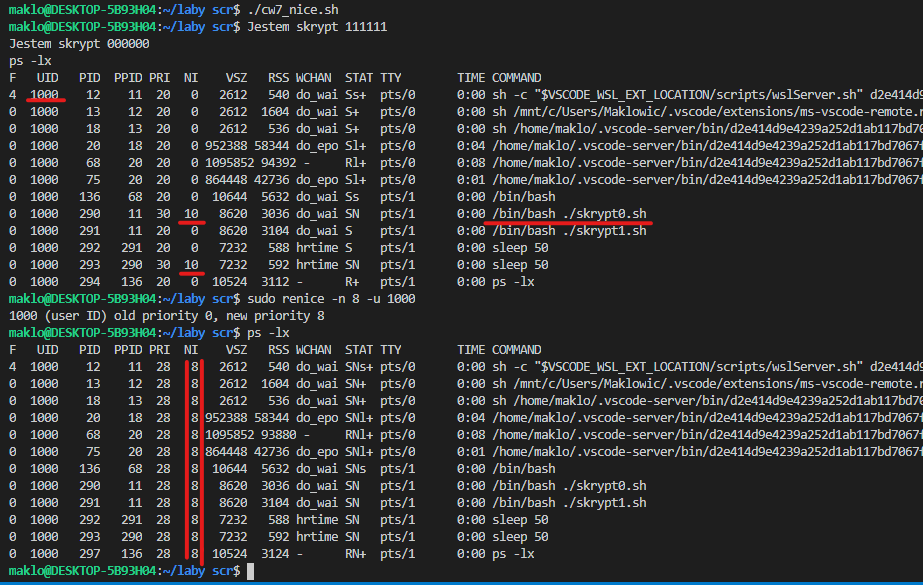 maklo@DESKTOP-5B93H04:~/laby scr$ ./cw7_nice.sh
maklo@DESKTOP-5B93H04:~/laby scr$ Jestem skrypt 111111
Jestem skrypt 000000
ps -lx
F   UID   PID  PPID PRI  NI    VSZ   RSS WCHAN  STAT TTY        TIME COMMAND
4  1000    12    11  20   0   2612   540 do_wai Ss+  pts/0      0:00 sh -c "$VSCODE_WSL_EXT_LOCATION/scripts/wslServer.sh" d2e414d9e4239a252d1
0  1000    13    12  20   0   2612  1604 do_wai S+   pts/0      0:00 sh /mnt/c/Users/Maklowic/.vscode/extensions/ms-vscode-remote.r
0  1000    18    13  20   0   2612   536 do_wai S+   pts/0      0:00 sh /home/maklo/.vscode-server/bin/d2e414d9e4239a252d1ab117bd70
0  1000    20    18  20   0 952388 58344 do_epo Sl+  pts/0      0:04 /home/maklo/.vscode-server/bin/d2e414d9e4239a252d1ab117bd7067f
0  1000    68    20  20   0 1095852 94392 -     Rl+  pts/0      0:08 /home/maklo/.vscode-server/bin/d2e414d9e4239a252d1ab117bd7067f
0  1000    75    20  20   0 864448 42736 do_epo Sl+  pts/0      0:01 /home/maklo/.vscode-server/bin/d2e414d9e4239a252d1ab117bd7067f
0  1000   136    68  20   0  10644  5632 do_wai Ss   pts/1      0:00 /bin/bash
0  1000   290    11  30  10   8620  3036 do_wai SN   pts/1      0:00 /bin/bash ./skrypt0.sh
0  1000   291    11  20   0   8620  3104 do_wai S    pts/1      0:00 /bin/bash ./skrypt1.sh
0  1000   292   291  20   0   7232   588 hrtime S    pts/1      0:00 sleep 50
0  1000   293   290  30  10   7232   592 hrtime SN   pts/1      0:00 sleep 50
0  1000   294   136  20   0  10524  3112 -      R+   pts/1      0:00 ps -lx
maklo@DESKTOP-5B93H04:~/laby scr$ sudo renice -n 8 -u 1000
1000 (user ID) old priority 0, new priority 8
maklo@DESKTOP-5B93H04:~/laby scr$ ps -lx
F   UID   PID  PPID PRI  NI    VSZ   RSS WCHAN  STAT TTY        TIME COMMAND
4  1000    12    11  28   8   2612   540 do_wai SNs+ pts/0      0:00 sh -c "$VSCODE_WSL_EXT_LOCATION/scripts/wslServer.sh" d2e414d9e4239a252d1
0  1000    13    12  28   8   2612  1604 do_wai SN+  pts/0      0:00 sh /mnt/c/Users/Maklowic/.vscode/extensions/ms-vscode-remote.r
0  1000    18    13  28   8   2612   536 do_wai SN+  pts/0      0:00 sh /home/maklo/.vscode-server/bin/d2e414d9e4239a252d1ab117bd70
0  1000    20    18  28   8 952388 58344 do_epo SNl+ pts/0      0:04 /home/maklo/.vscode-server/bin/d2e414d9e4239a252d1ab117bd7067f
0  1000    68    20  28   8 1095852 93880 -     RNl+ pts/0      0:08 /home/maklo/.vscode-server/bin/d2e414d9e4239a252d1ab117bd7067f
0  1000    75    20  28   8 864448 42736 do_epo SNl+ pts/0      0:01 /home/maklo/.vscode-server/bin/d2e414d9e4239a252d1ab117bd7067f
0  1000   136    68  28   8  10644  5632 do_wai SNs  pts/1      0:00 /bin/bash
0  1000   290    11  28   8   8620  3036 do_wai SN   pts/1      0:00 /bin/bash ./skrypt0.sh
0  1000   291    11  28   8   8620  3104 do_wai SN   pts/1      0:00 /bin/bash ./skrypt1.sh
0  1000   292   291  28   8   7232   588 hrtime SN   pts/1      0:00 sleep 50
0  1000   293   290  28   8   7232   592 hrtime SN   pts/1      0:00 sleep 50
0  1000   297   136  28   8  10524  3124 -      RN+  pts/1      0:00 ps -lx
maklo@DESKTOP-5B93H04:~/laby scr$